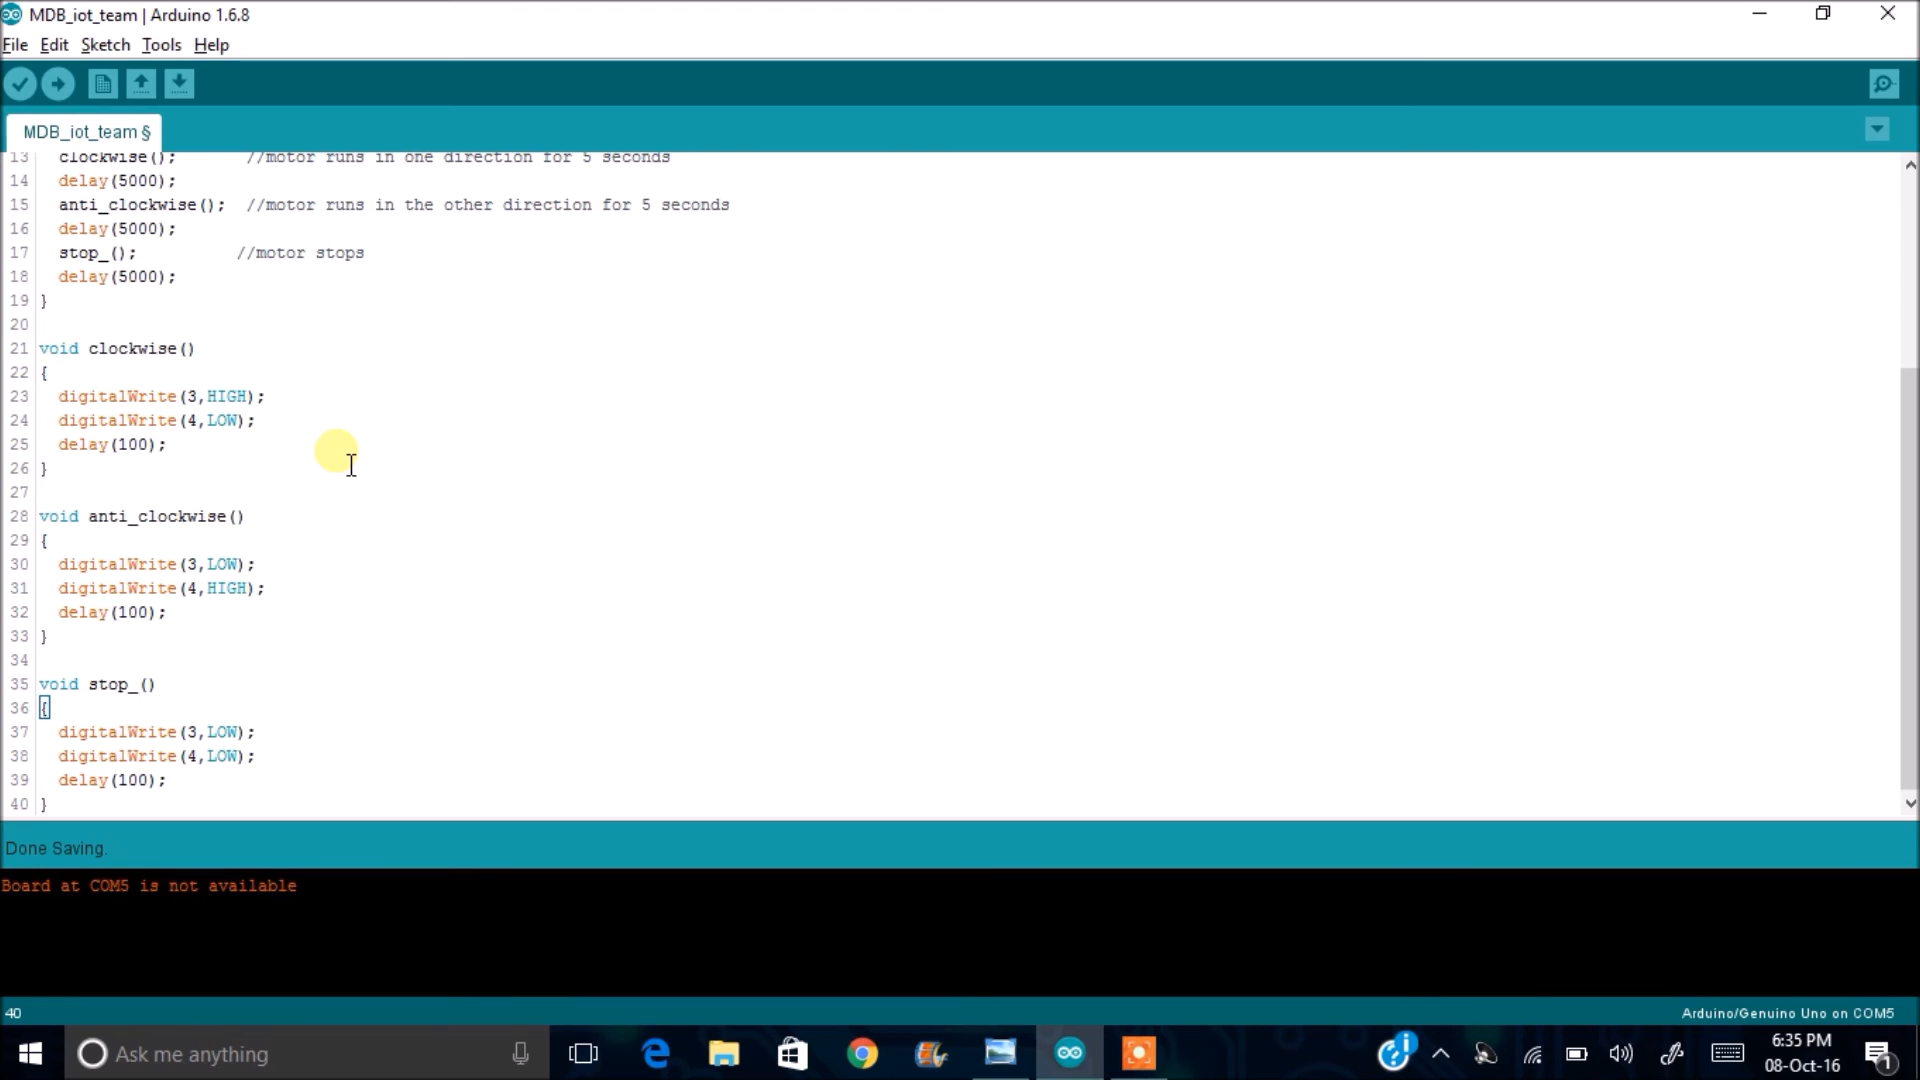 MDB_iot_team | Arduino 1.6.8
File Edit Sketch Tools Help
MDB_iot_team §
13 clockwise(); //motor runs in one direction for 5 seconds
14 delay(5000);
15 anti_clockwise(); //motor runs in the other direction for 5 seconds
16 delay(5000);
17 stop_(); //motor stops
18 delay(5000);
19 }
20
21 void clockwise()
22 {
23 digitalWrite(3,HIGH);
24 digitalWrite(4,LOW);
25 delay(100);
26 }
27
28 void anti_clockwise()
29 {
30 digitalWrite(3,LOW);
31 digitalWrite(4,HIGH);
32 delay(100);
33 }
34
35 void stop_()
36 {
37 digitalWrite(3,LOW);
38 digitalWrite(4,LOW);
39 delay(100);
40 }
Done Saving.
Board at COM5 is not available
40 Arduino/Genuino Uno on COM5
Ask me anything
6:35 PM
08-Oct-16
1